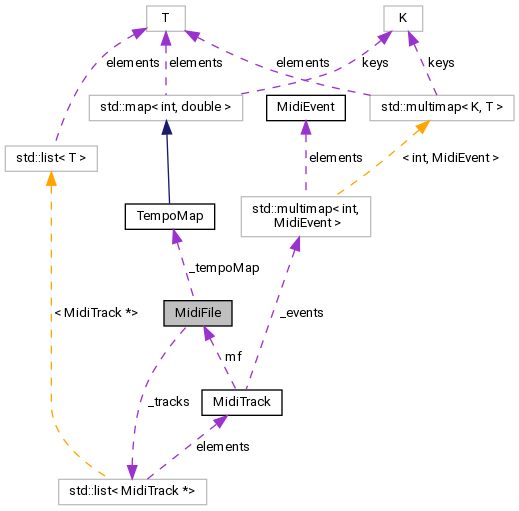 T
K
elements
elements
elements
keys
keys
std::map< int, double >
MidiEvent
std::multimap< K, T >
std::list< T >
elements
< int, MidiEvent >
TempoMap
std::multimap< int,
MidiEvent >
_tempoMap
MidiFile
< MidiTrack *>
_events
mf
_tracks
MidiTrack
elements
std::list< MidiTrack *>